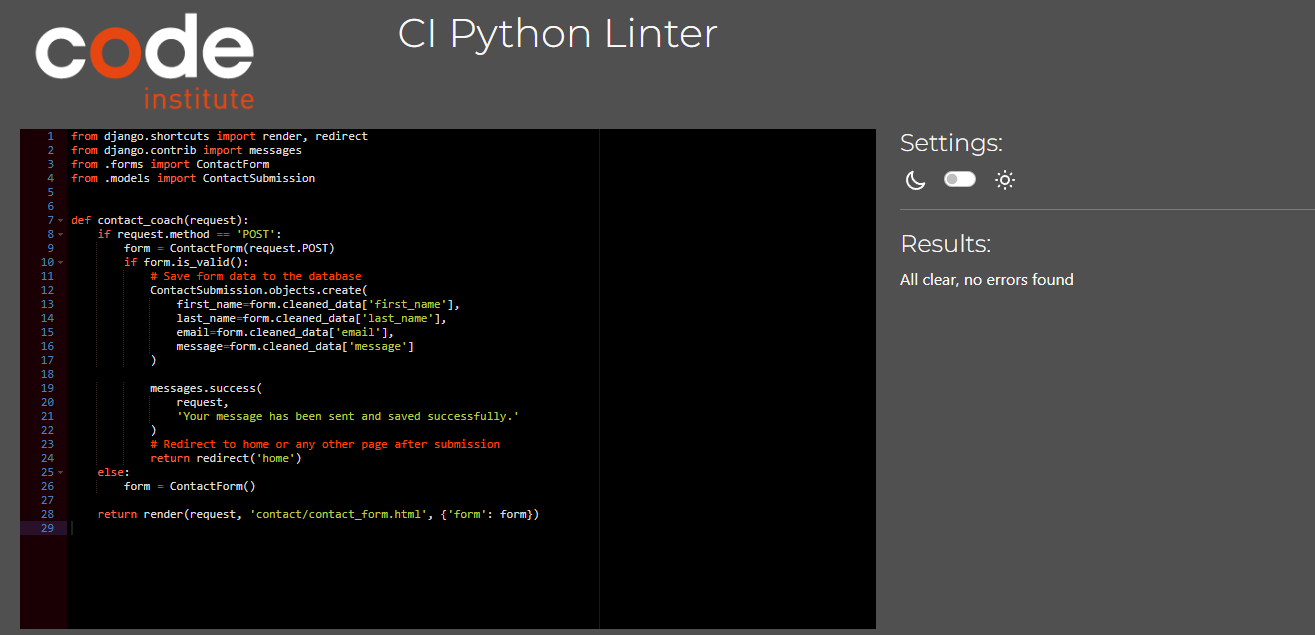 code
institute
CI Python Linter
1 from django.shortcuts import render, redirect
2 from django.contrib import messages
3 from .forms import ContactForm
4 from .models import ContactSubmission
5
6
7 def contact_coach(request):
8     if request.method == 'POST':
9         form = ContactForm(request.POST)
10         if form.is_valid():
11             # Save form data to the database
12             ContactSubmission.objects.create(
13                 first_name=form.cleaned_data['first_name'],
14                 last_name=form.cleaned_data['last_name'],
15                 email=form.cleaned_data['email'],
16                 message=form.cleaned_data['message']
17             )
18
19             messages.success(
20                 request,
21                 'Your message has been sent and saved successfully.'
22             )
23             # Redirect to home or any other page after submission
24             return redirect('home')
25     else:
26         form = ContactForm()
27
28     return render(request, 'contact/contact_form.html', {'form': form})
29
Settings:
Results:
All clear, no errors found